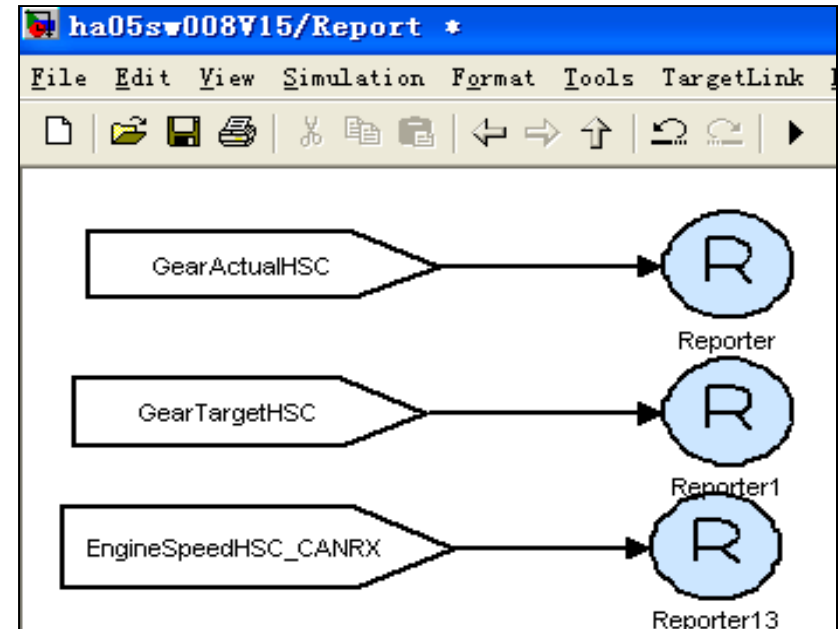 ha05sw008V15/Report *
File Edit View Simulation Format Tools TargetLink
GearActualHSC
R
Reporter
GearTargetHSC
R
Reporter1
EngineSpeedHSC_CANRX
R
Reporter13